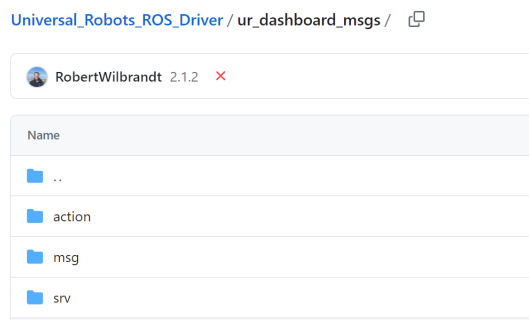 Universal_Robots_ROS_Driver / ur_dashboard_msgs /
RobertWilbrandt 2.1.2
Name
..
action
msg
srv